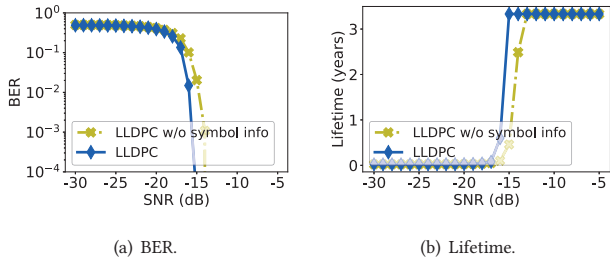 10⁰
10⁻¹
10⁻²
10⁻³
10⁻⁴
BER
LLDPC w/o symbol info
LLDPC
-30 -25 -20 -15 -10 -5
SNR (dB)
(a) BER.
3
2
1
0
Lifetime (years)
LLDPC w/o symbol info
LLDPC
-30 -25 -20 -15 -10 -5
SNR (dB)
(b) Lifetime.